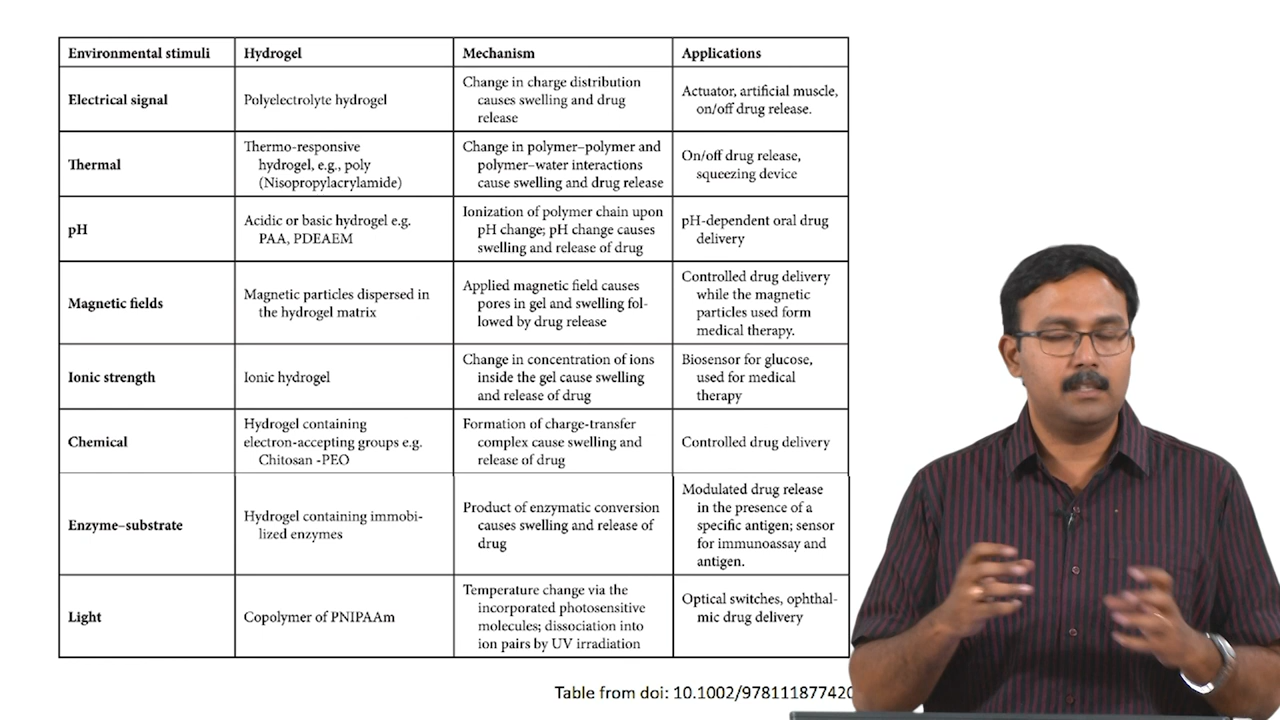 Environmental stimuli Hydrogel Mechanism Applications
Electrical signal
Polyelectrolyte hydrogel
Change in charge distribution
causes swelling and drug
release
Actuator, artificial muscle,
on/off drug release.
Thermal
Thermo-responsive
hydrogel, e.g., poly
(Nisopropylacrylamide)
Change in polymer–polymer and
polymer–water interactions
cause swelling and drug release
On/off drug release,
squeezing device
pH
Acidic or basic hydrogel e.g.
PAA, PDEAEM
Ionization of polymer chain upon
pH change; pH change causes
swelling and release of drug
pH-dependent oral drug
delivery
Magnetic fields
Magnetic particles dispersed in
the hydrogel matrix
Applied magnetic field causes
pores in gel and swelling fol-
lowed by drug release
Controlled drug delivery
while the magnetic
particles used form
medical therapy.
Ionic strength
Ionic hydrogel
Change in concentration of ions
inside the gel cause swelling
and release of drug
Biosensor for glucose,
used for medical
therapy
Chemical
Hydrogel containing
electron-accepting groups e.g.
Chitosan -PEO
Formation of charge-transfer
complex cause swelling and
release of drug
Controlled drug delivery
Enzyme–substrate
Hydrogel containing immobi-
lized enzymes
Product of enzymatic conversion
causes swelling and release of
drug
Modulated drug release
in the presence of a
specific antigen; sensor
for immunoassay and
antigen.
Light
Copolymer of PNIPAAm
Temperature change via the
incorporated photosensitive
molecules; dissociation into
ion pairs by UV irradiation
Optical switches, ophthal-
mic drug delivery
Table from doi: 10.1002/978111877420